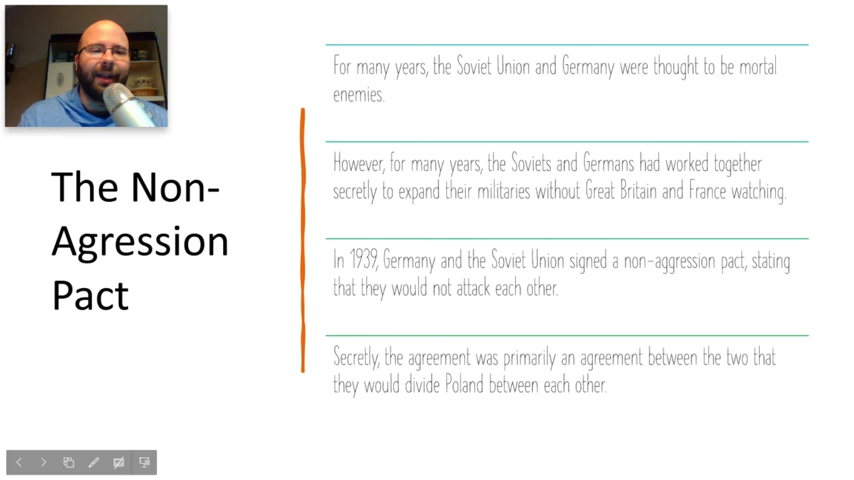 The Non-
Agression
Pact
For many years, the Soviet Union and Germany were thought to be mortal
enemies.
However, for many years, the Soviets and Germans had worked together
secretly to expand their militaries without Great Britain and France watching.
In 1939, Germany and the Soviet Union signed a non-aggression pact, stating
that they would not attack each other.
Secretly, the agreement was primarily an agreement between the two that
they would divide Poland between each other.